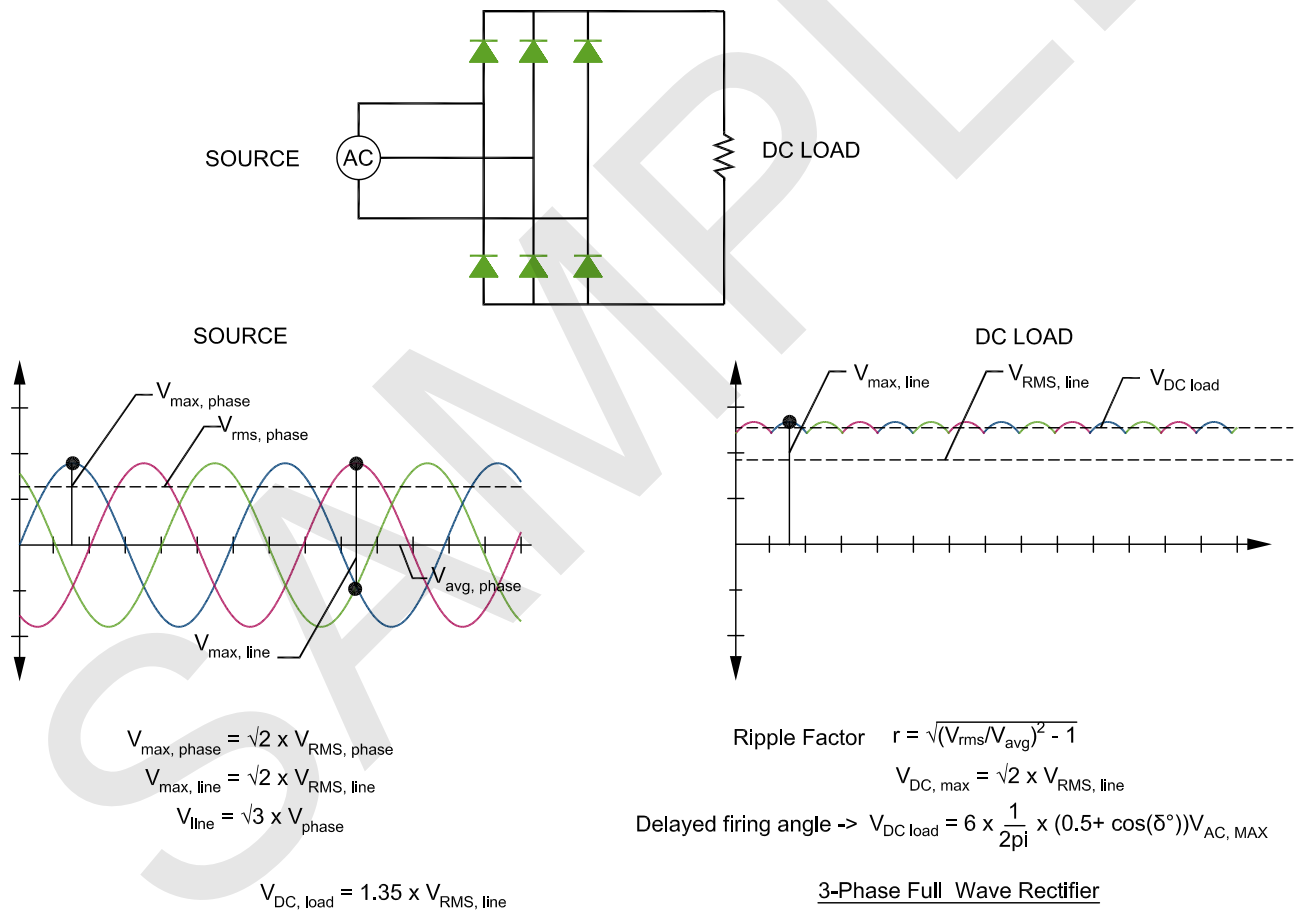 SOURCE
AC
DC LOAD
SOURCE
V_max, phase
V_rms, phase
V_avg, phase
V_max, line
DC LOAD
V_max, line
V_RMS, line
V_DC load
V_max, phase = √2 x V_RMS, phase
V_max, line = √2 x V_RMS, line
V_line = √3 x V_phase
V_DC, load = 1.35 x V_RMS, line
Ripple Factor r = √(V_rms/V_avg)² - 1
V_DC, max = √2 x V_RMS, line
Delayed firing angle -> V_DC load = 6 x 1/2pi x (0.5+ cos(δ°))V_AC, MAX
3-Phase Full Wave Rectifier
SAMPL